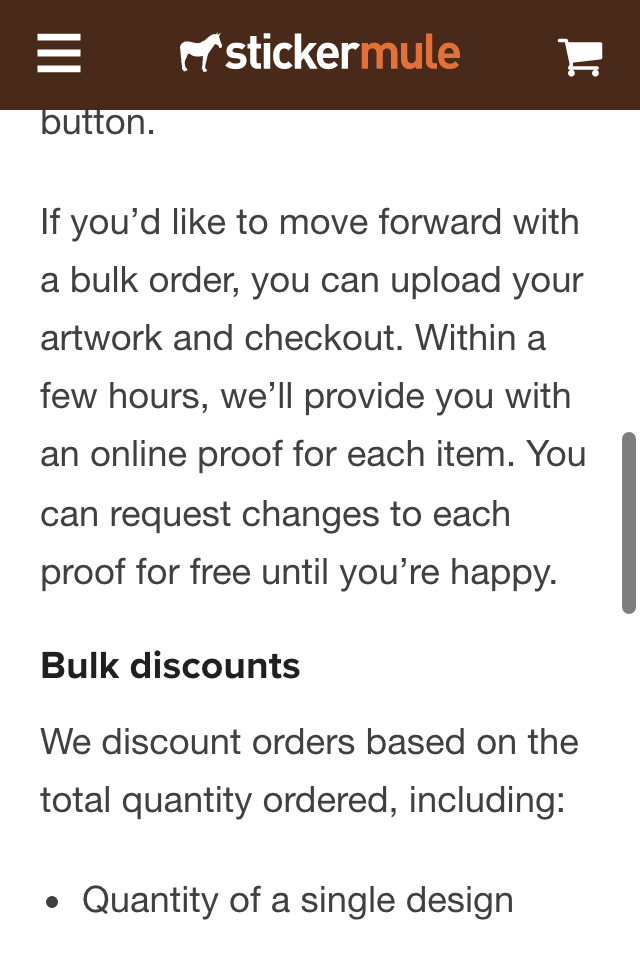 stickermule
button.
If you’d like to move forward with
a bulk order, you can upload your
artwork and checkout. Within a
few hours, we’ll provide you with
an online proof for each item. You
can request changes to each
proof for free until you’re happy.
Bulk discounts
We discount orders based on the
total quantity ordered, including:
• Quantity of a single design